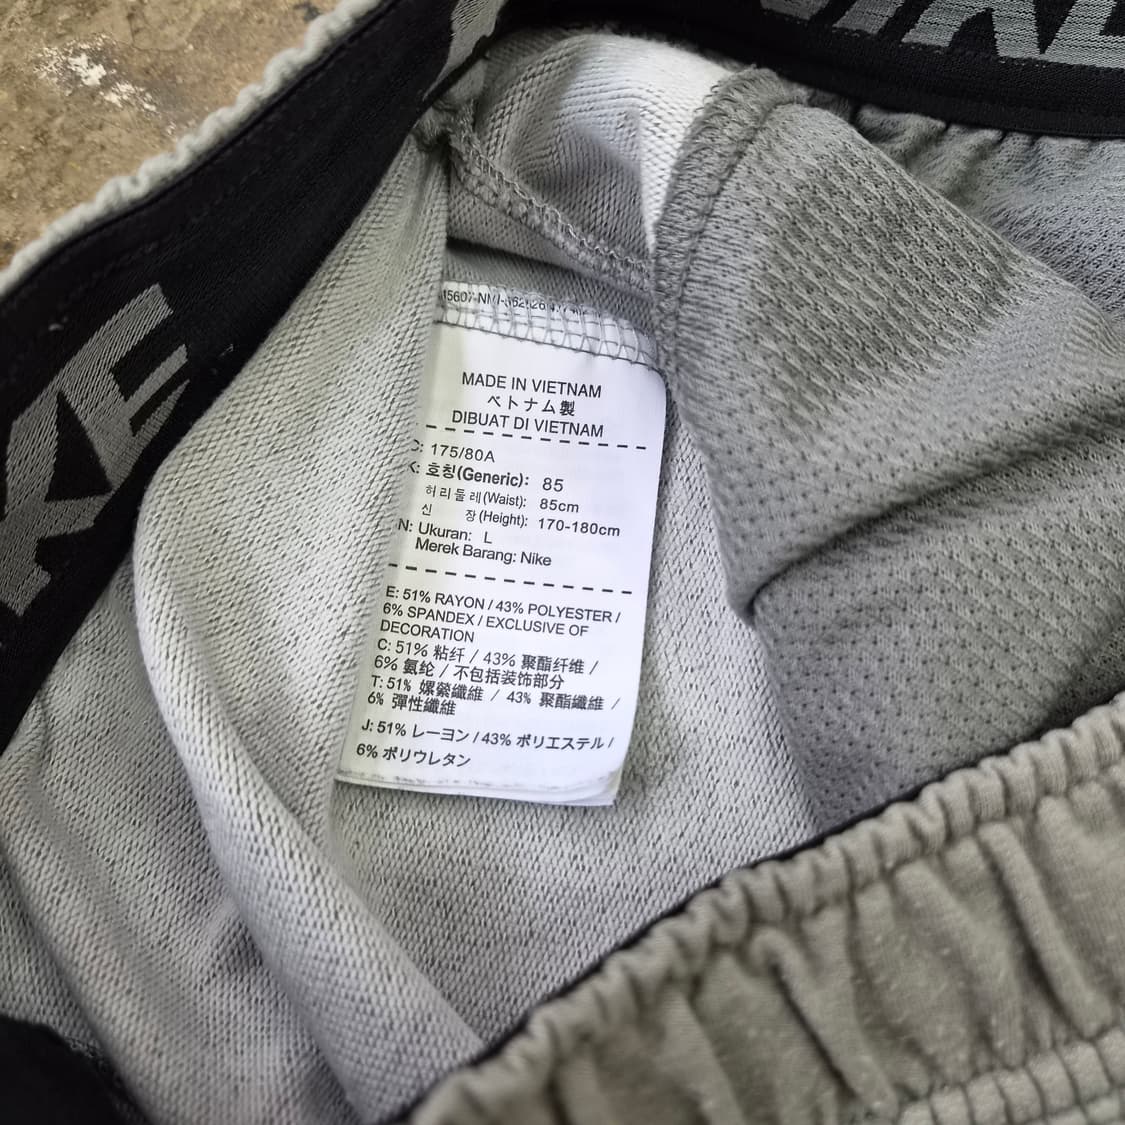 NIKE
KE
MADE IN VIETNAM
ベトナム製
DIBUAT DI VIETNAM
C: 175/80A
K: 호칭(Generic): 85
허리둘레(Waist): 85cm
신 장(Height): 170-180cm
N: Ukuran: L
Merek Barang: Nike
E: 51% RAYON / 43% POLYESTER /
6% SPANDEX / EXCLUSIVE OF
DECORATION
C: 51% 粘纤 / 43% 聚酯纤维 /
6% 氨纶 / 不包括装饰部分
T: 51% 嫘縈纖維 / 43% 聚酯纖維 /
6% 彈性纖維
J: 51% レーヨン / 43% ポリエステル /
6% ポリウレタン